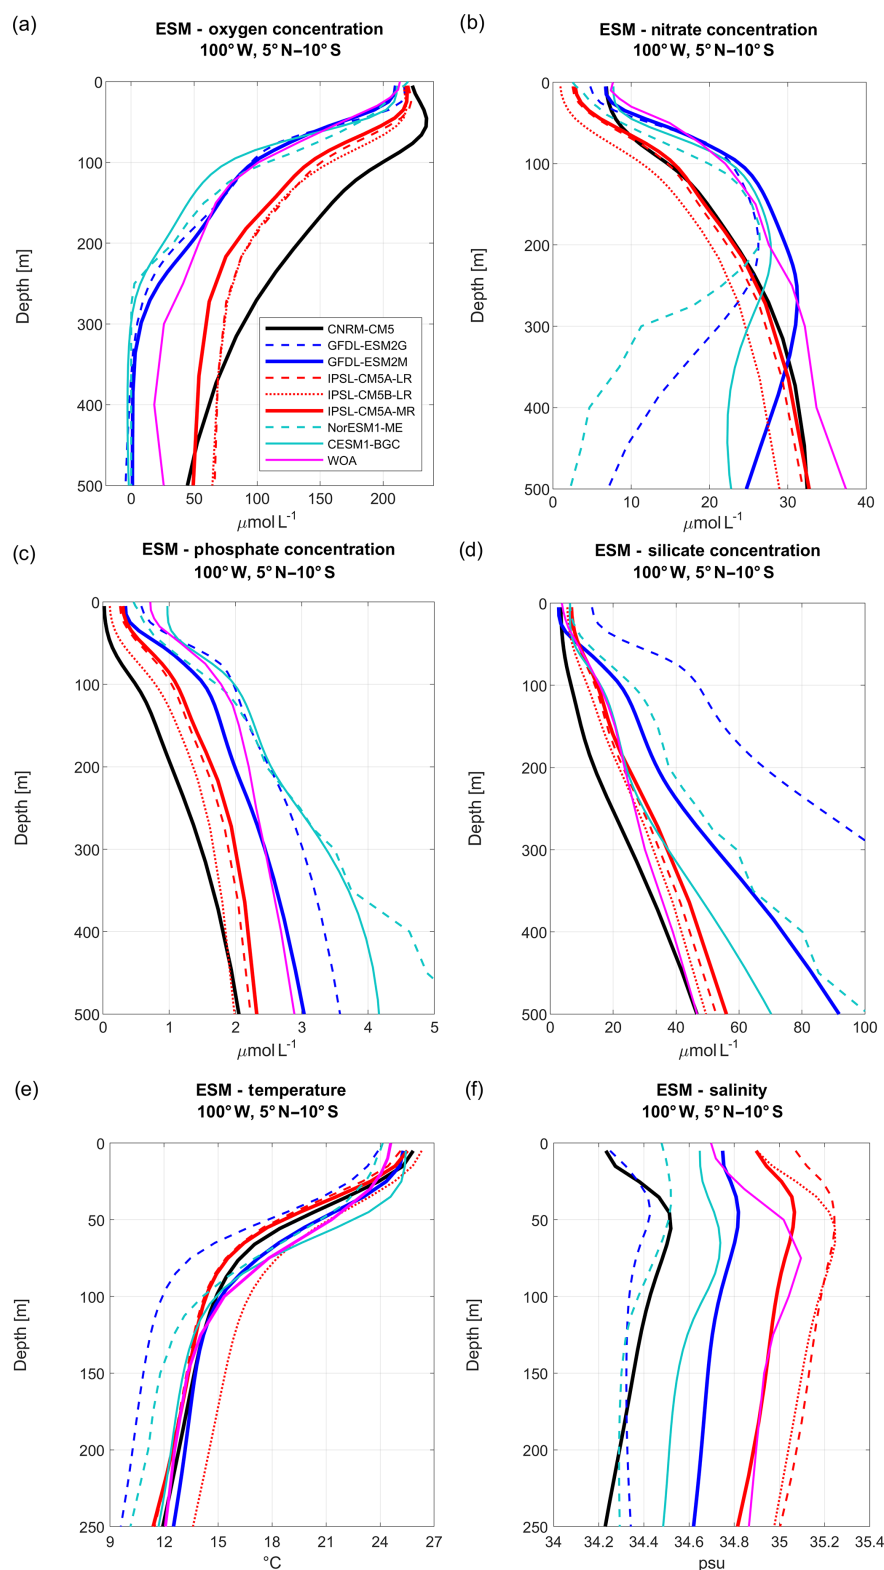 (a)
ESM - oxygen concentration
100° W, 5° N–10° S
0
100
200
300
400
500
Depth [m]
0
50
100
150
200
μmol L-1
CNRM-CM5
GFDL-ESM2G
GFDL-ESM2M
IPSL-CM5A-LR
IPSL-CM5B-LR
IPSL-CM5A-MR
NorESM1-ME
CESM1-BGC
WOA
(b)
ESM - nitrate concentration
100° W, 5° N–10° S
0
100
200
300
400
500
Depth [m]
0
10
20
30
40
μmol L-1
(c)
ESM - phosphate concentration
100° W, 5° N–10° S
0
100
200
300
400
500
Depth [m]
0
1
2
3
4
5
μmol L-1
(d)
ESM - silicate concentration
100° W, 5° N–10° S
0
100
200
300
400
500
Depth [m]
0
20
40
60
80
100
μmol L-1
(e)
ESM - temperature
100° W, 5° N–10° S
0
50
100
150
200
250
Depth [m]
9
12
15
18
21
24
27
°C
(f)
ESM - salinity
100° W, 5° N–10° S
0
50
100
150
200
250
Depth [m]
34
34.2
34.4
34.6
34.8
35
35.2
35.4
psu